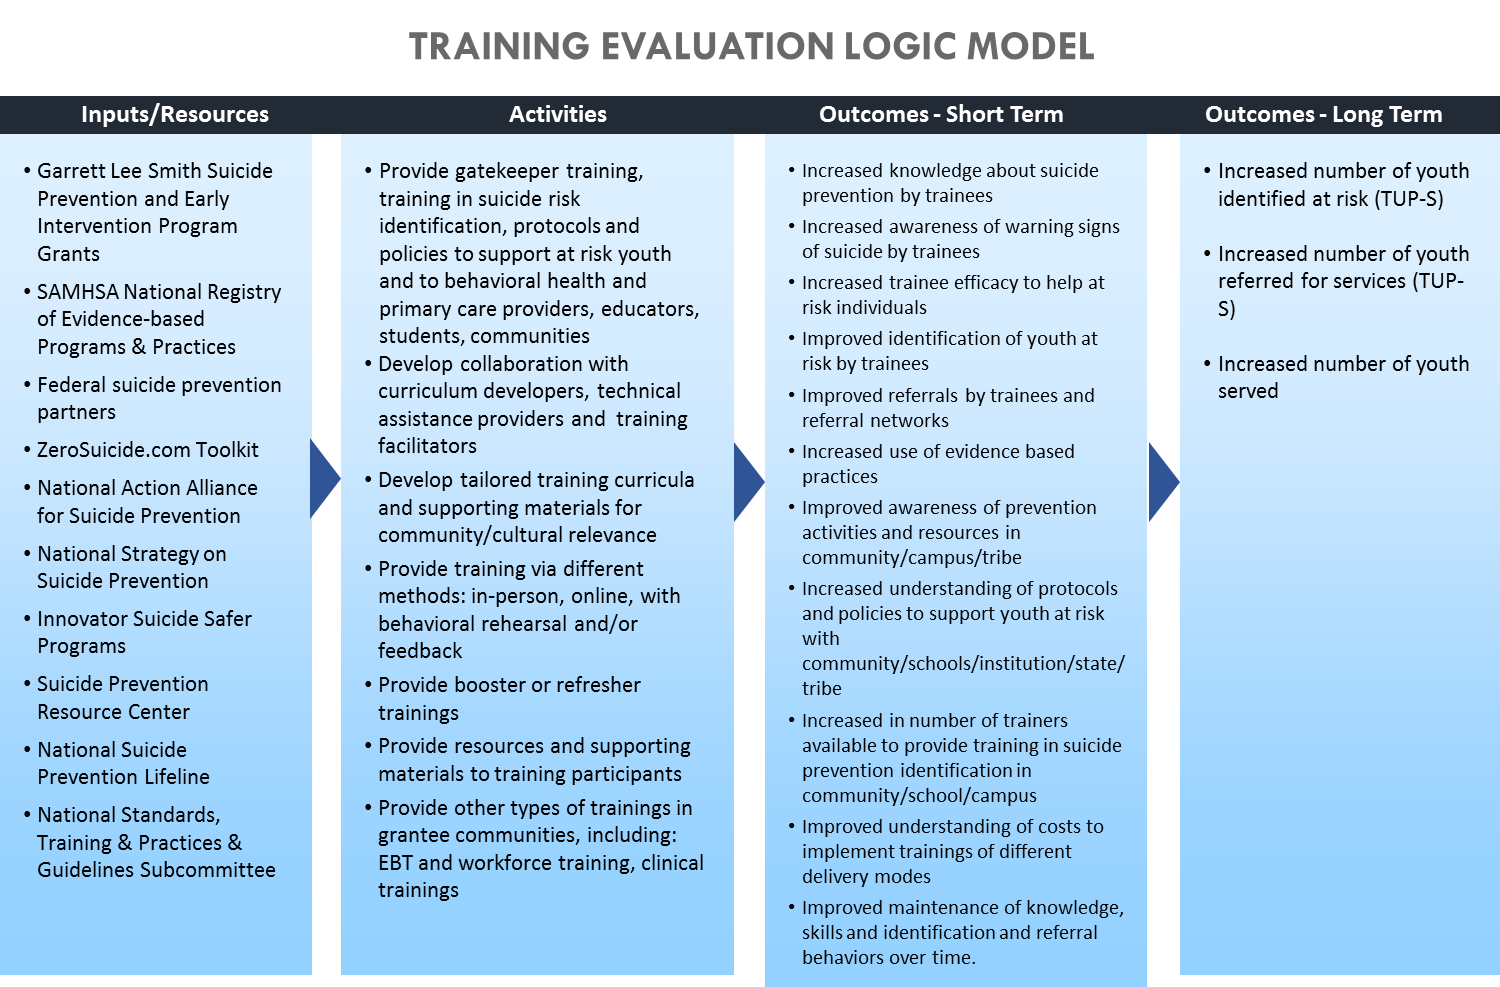 TRAINING EVALUATION LOGIC MODEL
Inputs/Resources
• Garrett Lee Smith Suicide
Prevention and Early
Intervention Program
Grants
• SAMHSA National Registry
of Evidence-based
Programs & Practices
• Federal suicide prevention
partners
• ZeroSuicide.com Toolkit
• National Action Alliance
for Suicide Prevention
• National Strategy on
Suicide Prevention
• Innovator Suicide Safer
Programs
• Suicide Prevention
Resource Center
• National Suicide
Prevention Lifeline
• National Standards,
Training & Practices &
Guidelines Subcommittee
Activities
• Provide gatekeeper training,
training in suicide risk
identification, protocols and
policies to support at risk youth
and to behavioral health and
primary care providers, educators,
students, communities
• Develop collaboration with
curriculum developers, technical
assistance providers and training
facilitators
• Develop tailored training curricula
and supporting materials for
community/cultural relevance
• Provide training via different
methods: in-person, online, with
behavioral rehearsal and/or
feedback
• Provide booster or refresher
trainings
• Provide resources and supporting
materials to training participants
• Provide other types of trainings in
grantee communities, including:
EBT and workforce training, clinical
trainings
Outcomes - Short Term
• Increased knowledge about suicide
prevention by trainees
• Increased awareness of warning signs
of suicide by trainees
• Increased trainee efficacy to help at
risk individuals
• Improved identification of youth at
risk by trainees
• Improved referrals by trainees and
referral networks
• Increased use of evidence based
practices
• Improved awareness of prevention
activities and resources in
community/campus/tribe
• Increased understanding of protocols
and policies to support youth at risk
with
community/schools/institution/state/
tribe
• Increased in number of trainers
available to provide training in suicide
prevention identification in
community/school/campus
• Improved understanding of costs to
implement trainings of different
delivery modes
• Improved maintenance of knowledge,
skills and identification and referral
behaviors over time.
Outcomes - Long Term
• Increased number of youth
identified at risk (TUP-S)
• Increased number of youth
referred for services (TUP-
S)
• Increased number of youth
served